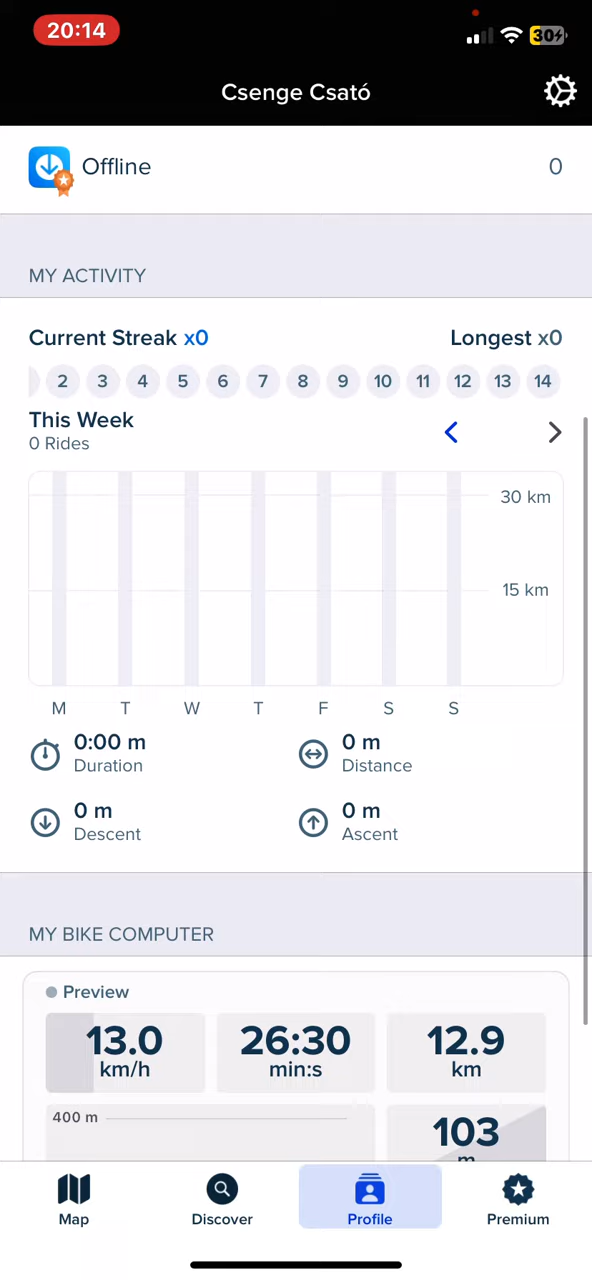 20:14
30
Csenge Csató
Offline 0
MY ACTIVITY
Current Streak x0 Longest x0
2 3 4 5 6 7 8 9 10 11 12 13 14
This Week
0 Rides
30 km
15 km
M T W T F S S
0:00 m 0 m
Duration Distance
0 m 0 m
Descent Ascent
MY BIKE COMPUTER
Preview
13.0 26:30 12.9
km/h min:s km
400 m
103
m
Map Discover Profile Premium